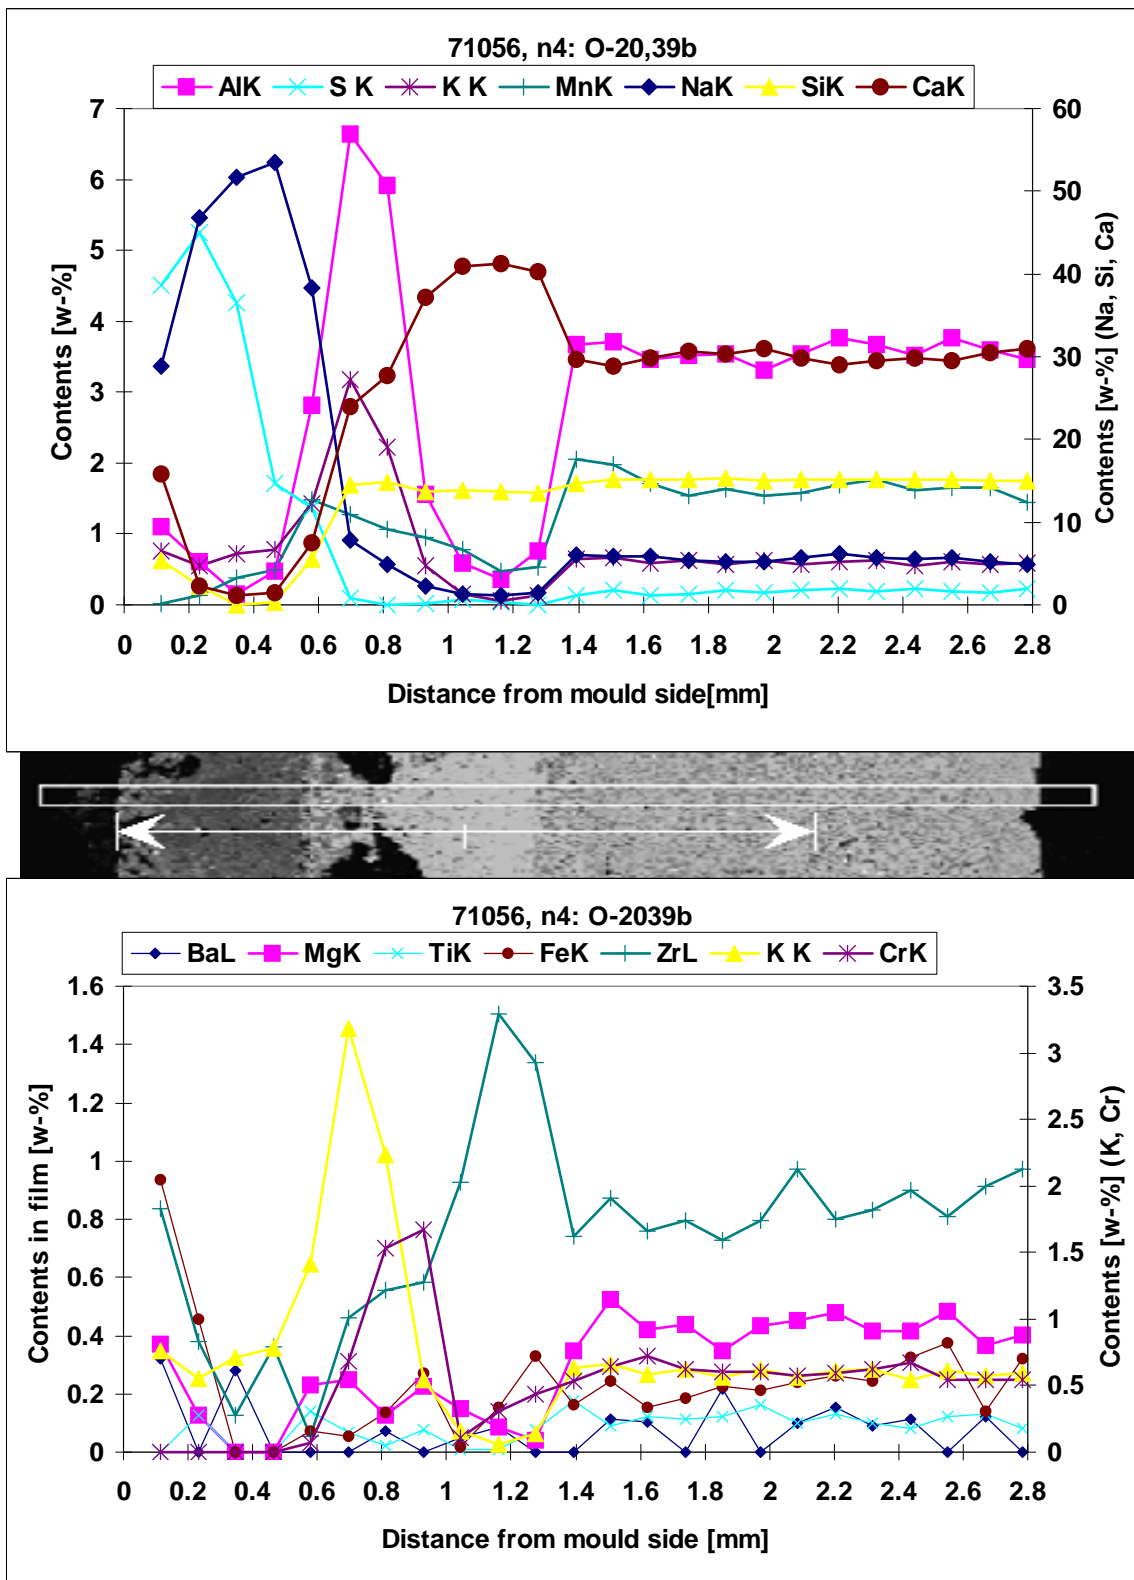 71056, n4: O-20,39b
AlK S K K K MnK NaK SiK CaK
7
6
5
4
3
2
1
0
60
50
40
30
20
10
0
Contents [w-%]
Contents [w-%] (Na, Si, Ca)
0 0.2 0.4 0.6 0.8 1 1.2 1.4 1.6 1.8 2 2.2 2.4 2.6 2.8
Distance from mould side[mm]
71056, n4: O-2039b
BaL MgK TiK FeK ZrL K K CrK
1.6
1.4
1.2
1
0.8
0.6
0.4
0.2
0
3.5
3
2.5
2
1.5
1
0.5
0
Contents in film [w-%]
Contents [w-%] (K, Cr)
0 0.2 0.4 0.6 0.8 1 1.2 1.4 1.6 1.8 2 2.2 2.4 2.6 2.8
Distance from mould side [mm]